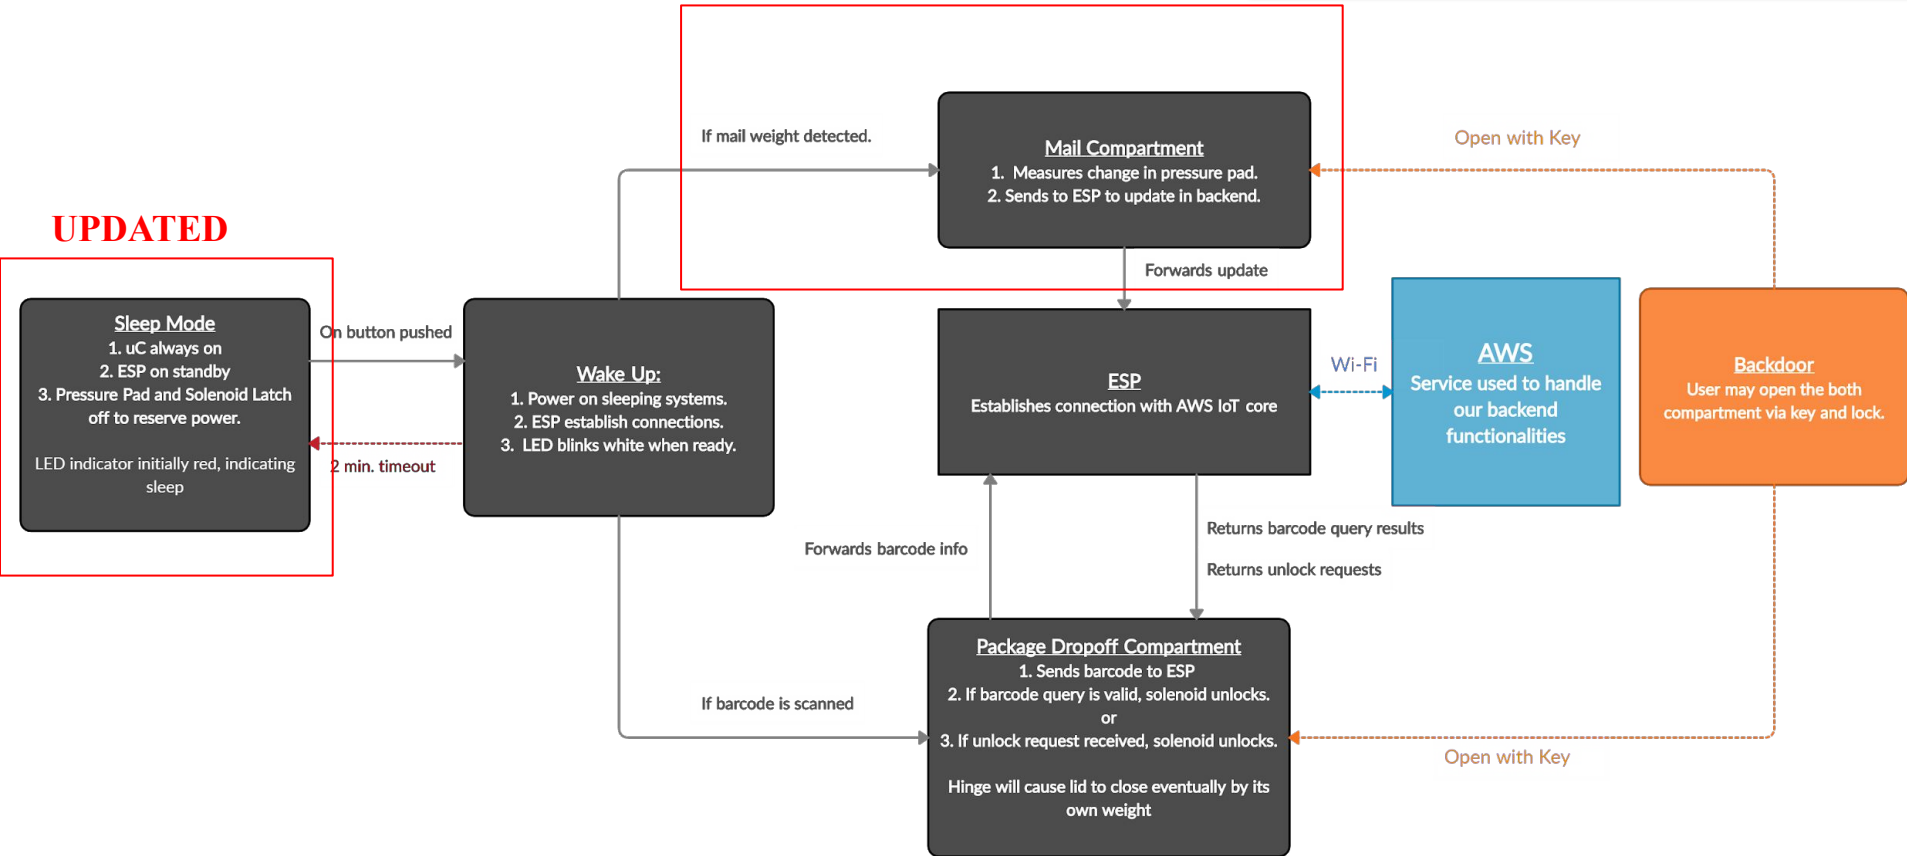 If mail weight detected.
Mail Compartment
1. Measures change in pressure pad.
2. Sends to ESP to update in backend.
Open with Key
UPDATED
Forwards update
Sleep Mode
1. uC always on
2. ESP on standby
3. Pressure Pad and Solenoid Latch
off to reserve power.
LED indicator initially red, indicating
sleep
On button pushed
2 min. timeout
Wake Up:
1. Power on sleeping systems.
2. ESP establish connections.
3. LED blinks white when ready.
ESP
Establishes connection with AWS IoT core
Wi-Fi
AWS
Service used to handle
our backend
functionalities
Backdoor
User may open the both
compartment via key and lock.
Forwards barcode info
Returns barcode query results
Returns unlock requests
If barcode is scanned
Package Dropoff Compartment
1. Sends barcode to ESP
2. If barcode query is valid, solenoid unlocks.
or
3. If unlock request received, solenoid unlocks.
Hinge will cause lid to close eventually by its
own weight
Open with Key